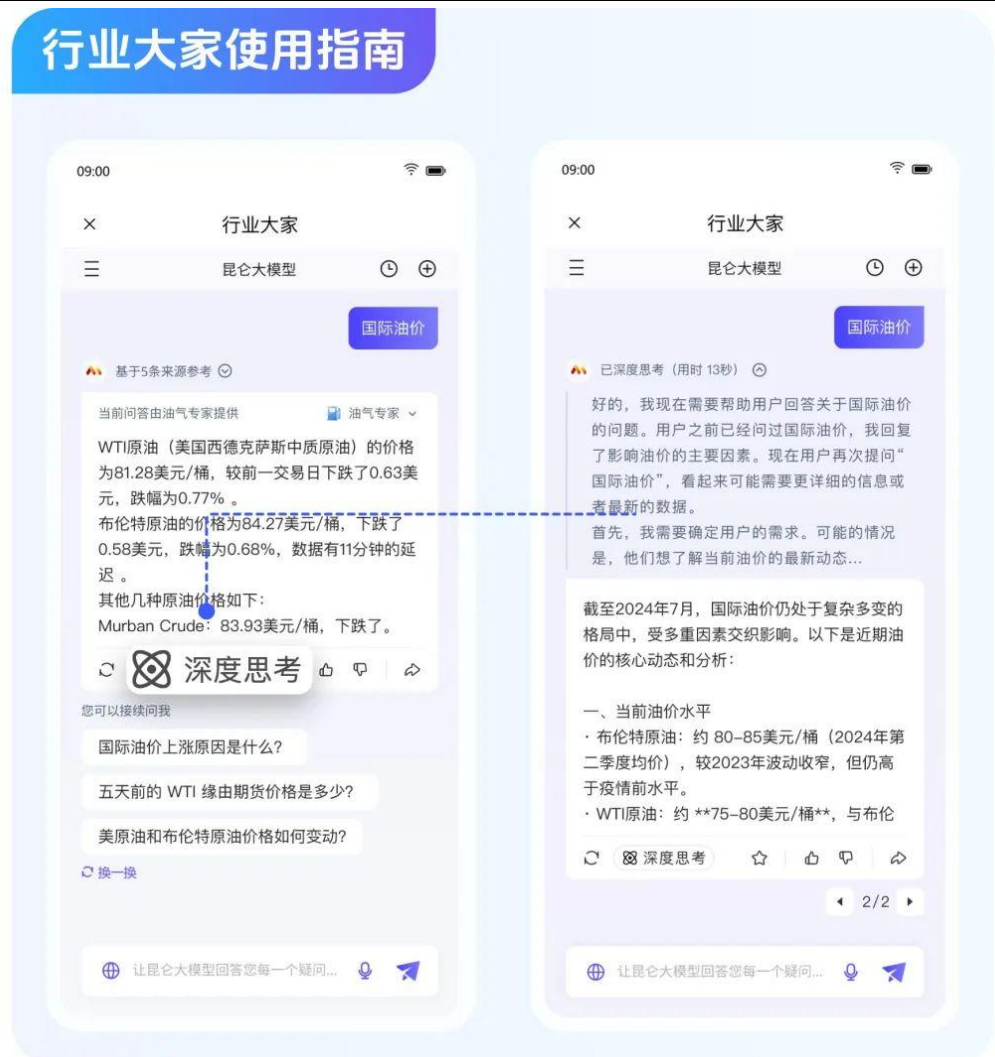 行业大家使用指南
09:00
行业大家
昆仑大模型
国际油价
基于5条来源参考
当前问答由油气专家提供
油气专家
WTI原油（美国西德克萨斯中质原油）的价格
为81.28美元/桶，较前一交易日下跌了0.63美
元，跌幅为0.77% 。
布伦特原油的价格为84.27美元/桶，下跌了
0.58美元，跌幅为0.68%，数据有11分钟的延
迟 。
其他几种原油价格如下：
Murban Crude：83.93美元/桶，下跌了。
深度思考
您可以接续问我
国际油价上涨原因是什么?
五天前的 WTI 缘由期货价格是多少?
美原油和布伦特原油价格如何变动?
换一换
让昆仑大模型回答您每一个疑问...
09:00
行业大家
昆仑大模型
国际油价
已深度思考（用时 13秒）
好的，我现在需要帮助用户回答关于国际油价
的问题。用户之前已经问过国际油价，我回复
了影响油价的主要因素。现在用户再次提问“
国际油价”，看起来可能需要更详细的信息或
者最新的数据。
首先，我需要确定用户的需求。可能的情况
是，他们想了解当前油价的最新动态...
截至2024年7月，国际油价仍处于复杂多变的
格局中，受多重因素交织影响。以下是近期油
价的核心动态和分析：
一、当前油价水平
· 布伦特原油：约 80–85美元/桶（2024年第
二季度均价），较2023年波动收窄，但仍高
于疫情前水平。
· WTI原油：约 **75–80美元/桶**，与布伦
深度思考
2/2
让昆仑大模型回答您每一个疑问...